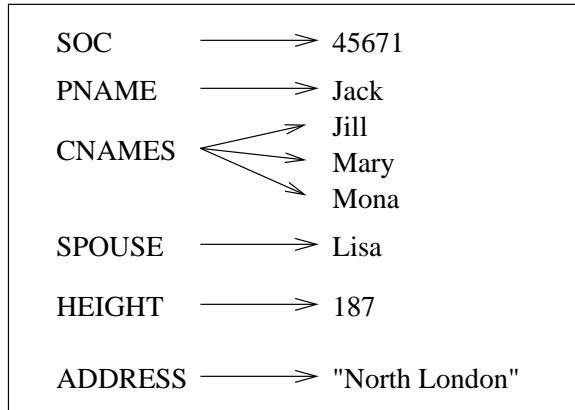 SOC 45671
PNAME Jack
Jill
CNAMES
Mary
Mona
SPOUSE Lisa
HEIGHT 187
ADDRESS "North London"